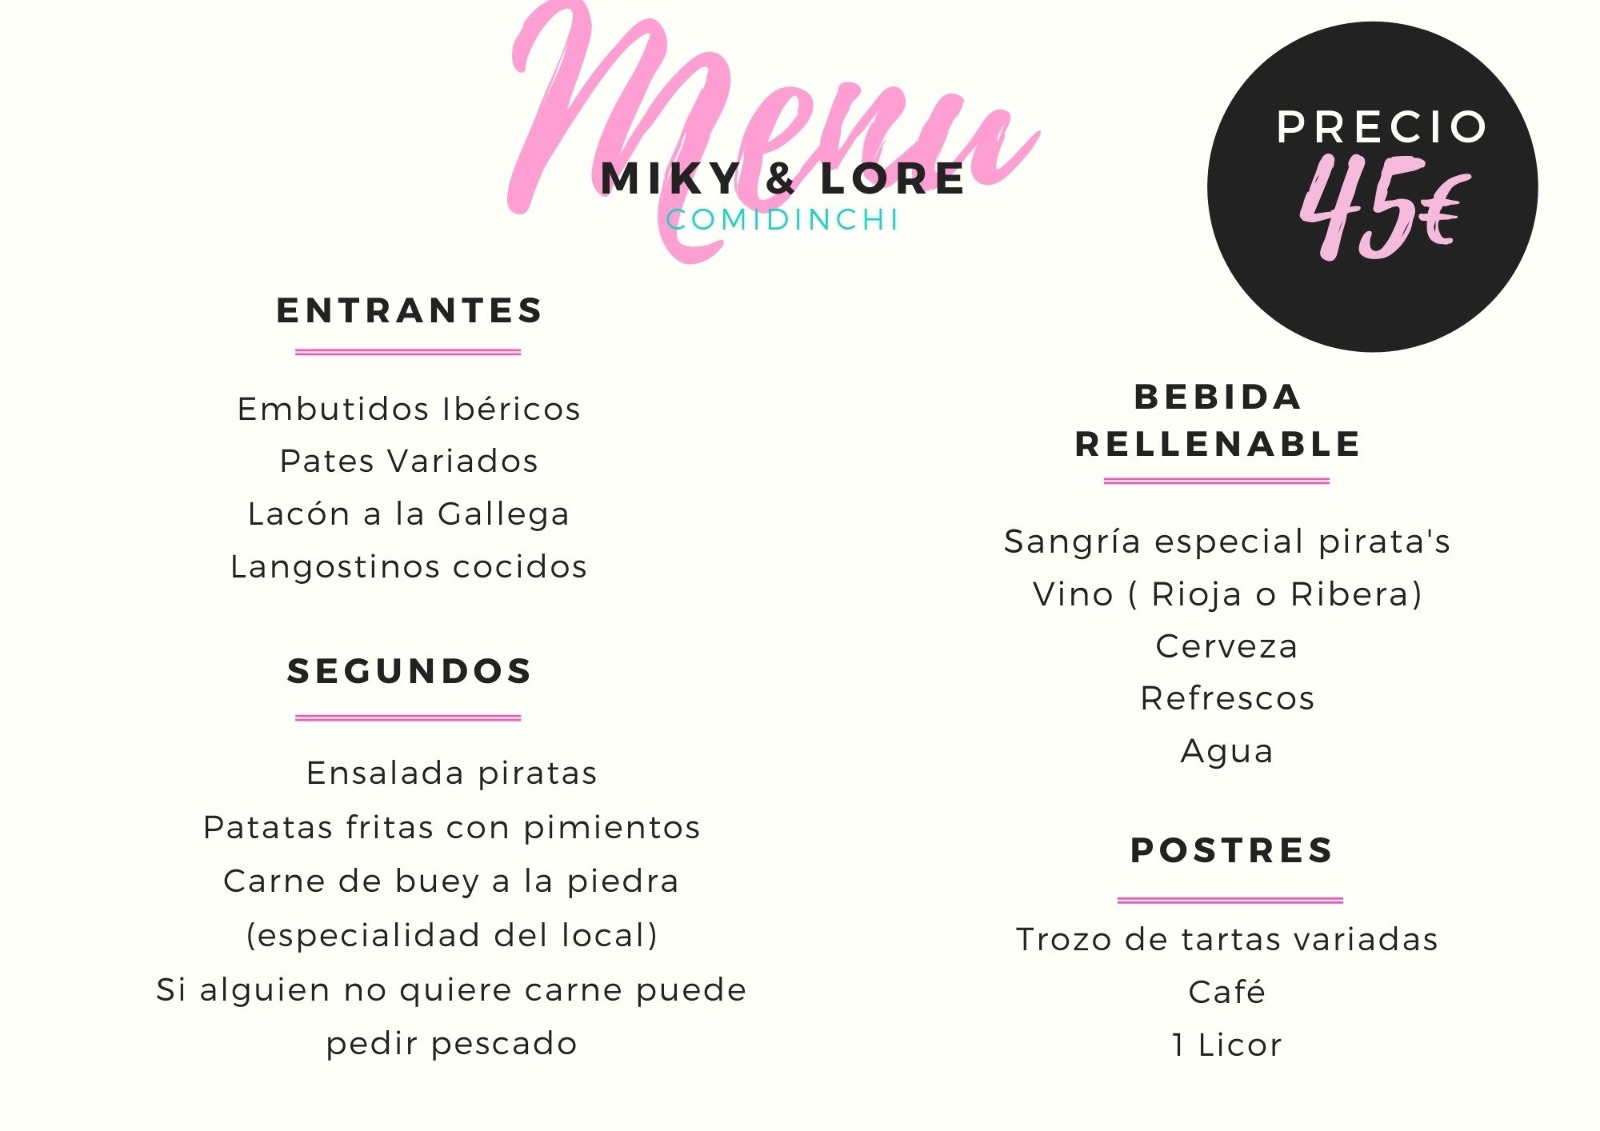 Menu
MIKY & LORE
COMIDINCHI
PRECIO
45€
ENTRANTES
Embutidos Ibéricos
Pates Variados
Lacón a la Gallega
Langostinos cocidos
SEGUNDOS
Ensalada piratas
Patatas fritas con pimientos
Carne de buey a la piedra
(especialidad del local)
Si alguien no quiere carne puede
pedir pescado
BEBIDA
RELLENABLE
Sangría especial pirata's
Vino ( Rioja o Ribera)
Cerveza
Refrescos
Agua
POSTRES
Trozo de tartas variadas
Café
1 Licor